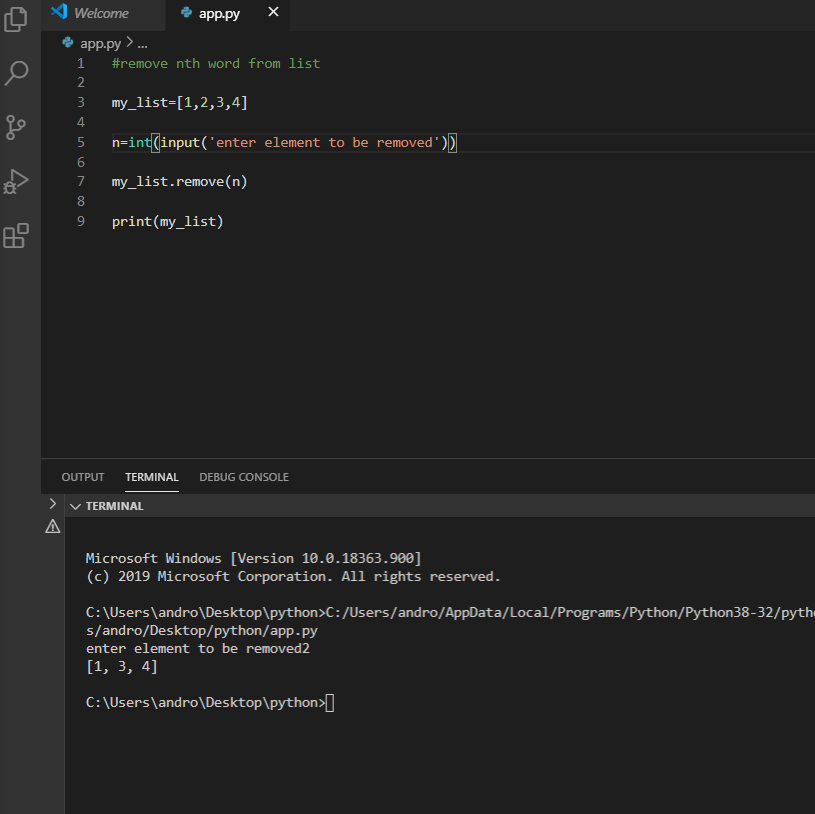 Welcome
app.py ×
app.py > ...
1 #remove nth word from list
2
3 my_list=[1,2,3,4]
4
5 n=int(input('enter element to be removed'))
6
7 my_list.remove(n)
8
9 print(my_list)
OUTPUT TERMINAL DEBUG CONSOLE
TERMINAL
Microsoft Windows [Version 10.0.18363.900]
(c) 2019 Microsoft Corporation. All rights reserved.
C:\Users\andro\Desktop\python>C:/Users/andro/AppData/Local/Programs/Python/Python38-32/pytho
s/andro/Desktop/python/app.py
enter element to be removed2
[1, 3, 4]
C:\Users\andro\Desktop\python>